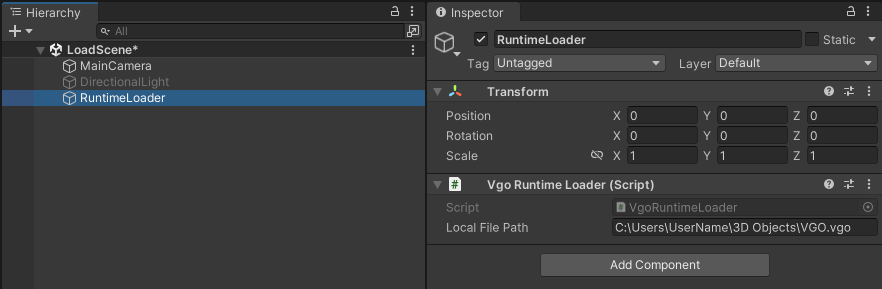 Hierarchy
All
LoadScene*
MainCamera
DirectionalLight
RuntimeLoader
Inspector
RuntimeLoader Static
Tag Untagged Layer Default
Transform
Position X 0 Y 0 Z 0
Rotation X 0 Y 0 Z 0
Scale X 1 Y 1 Z 1
# Vgo Runtime Loader (Script)
Script # VgoRuntimeLoader
Local File Path C:\Users\UserName\3D Objects\VGO.vgo
Add Component